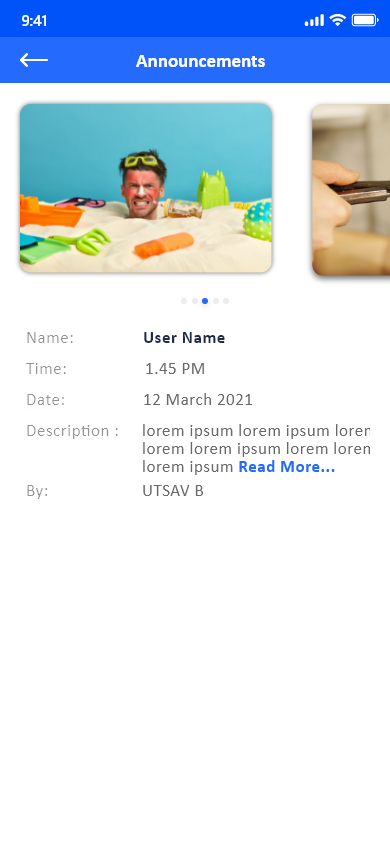 9:41
Announcements
Name: User Name
Time: 1.45 PM
Date: 12 March 2021
Description : lorem ipsum lorem ipsum lorem
lorem lorem ipsum lorem lorem
lorem ipsum Read More...
By: UTSAV B